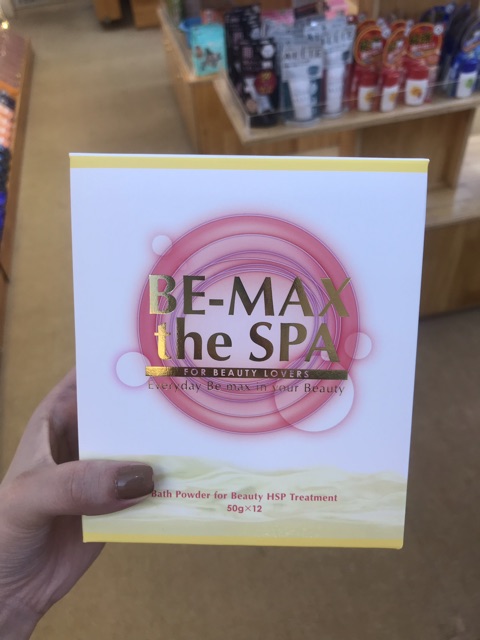 BE-MAX
the SPA
FOR BEAUTY LOVERS
Everyday Be max in your Beauty
Bath Powder for Beauty HSP Treatment
50g×12